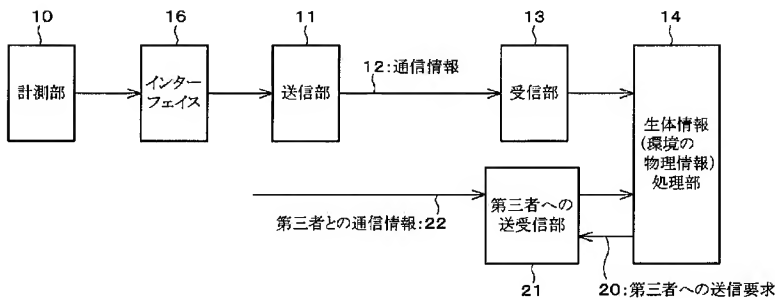 10
16
11
13
14
計測部
インター
フェイス
送信部
12:通信情報
受信部
生体情報
(環境の
物理情報)
処理部
第三者との通信情報:22
第三者への
送受信部
21
20:第三者への送信要求